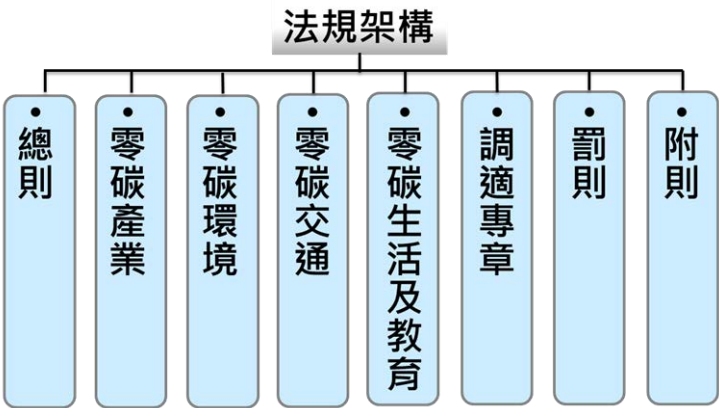 法規架構
• 總則
• 零碳產業
• 零碳環境
• 零碳交通
• 零碳生活及教育
• 調適專章
• 罰則
• 附則